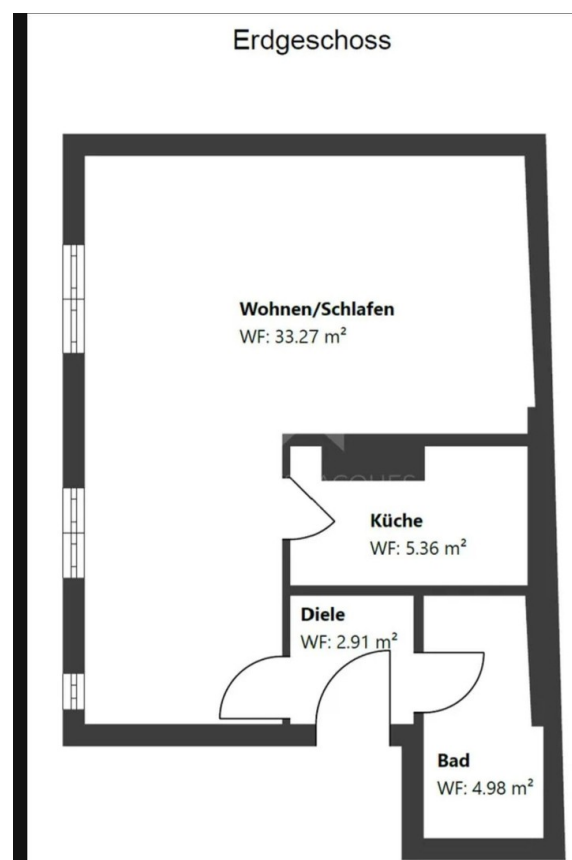 Erdgeschoss
Wohnen/Schlafen
WF: 33.27 m²
Küche
WF: 5.36 m²
Diele
WF: 2.91 m²
Bad
WF: 4.98 m²